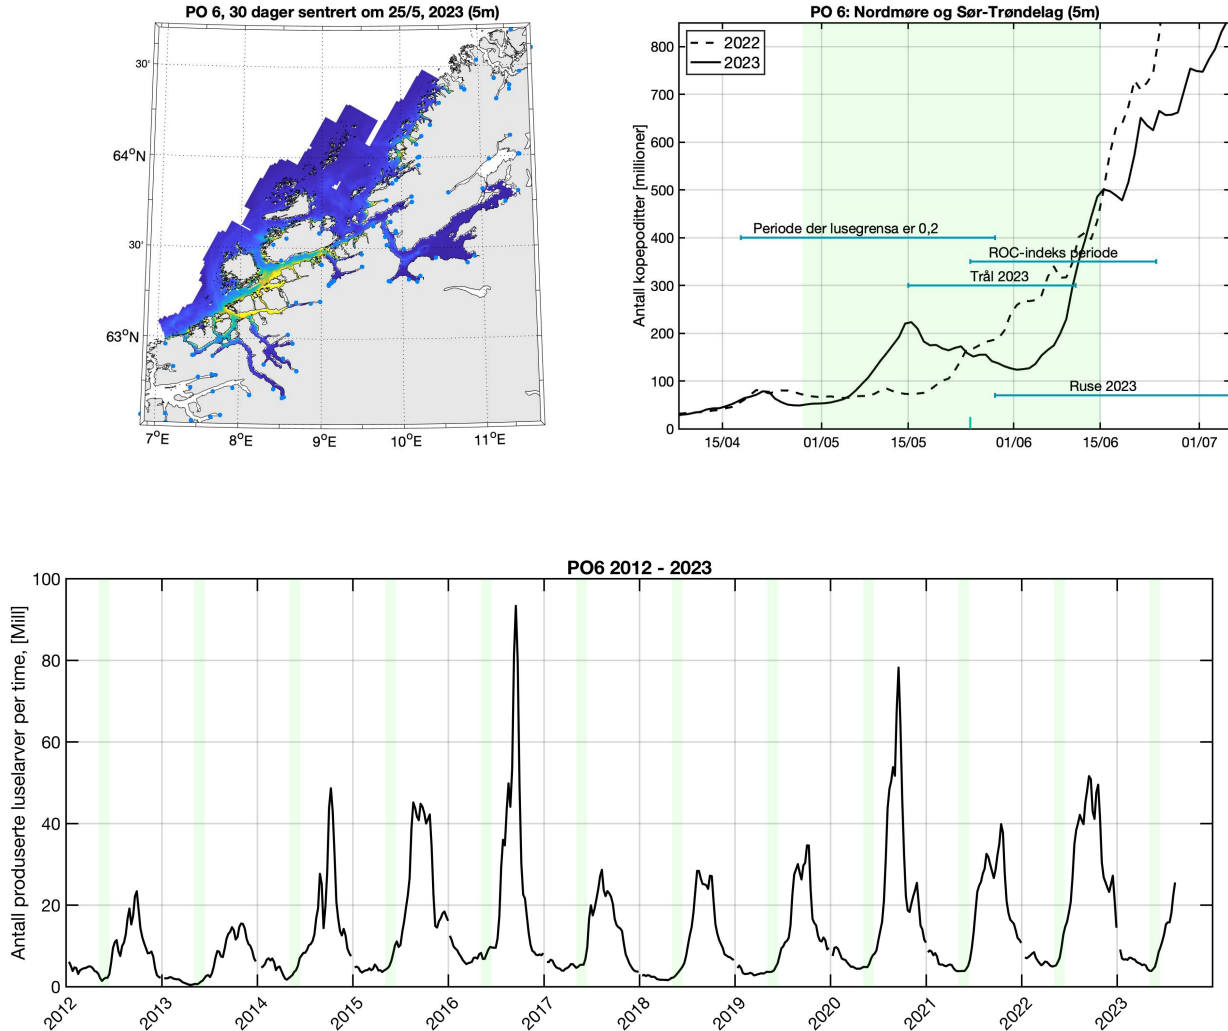 PO 6, 30 dager sentrert om 25/5, 2023 (5m)
30'
64°N
30'
63°N
7°E
8°E
9°E
10°E
11°E
PO 6: Nordmøre og Sør-Trøndelag (5m)
Antall kopepoditter [millioner]
800
700
600
500
400
300
200
100
0
2022
2023
Periode der lusegrensa er 0,2
ROC-indeks periode
Trål 2023
Ruse 2023
15/04
01/05
15/05
01/06
15/06
01/07
PO6 2012 - 2023
Antall produserte luselarver per time, [Mill]
100
80
60
40
20
0
2012
2013
2014
2015
2016
2017
2018
2019
2020
2021
2022
2023